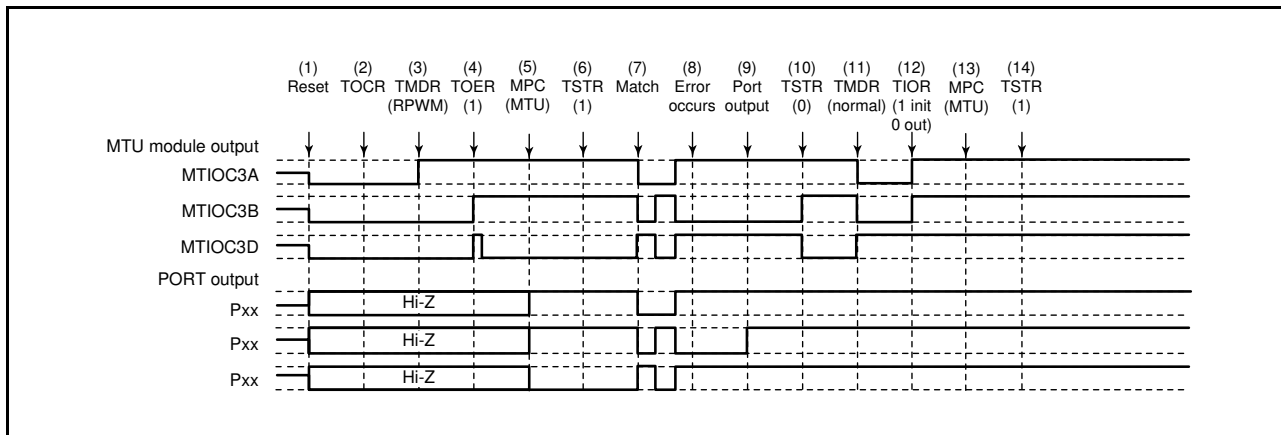 (1) (2) (3) (4) (5) (6) (7) (8) (9) (10) (11) (12) (13) (14)
Reset TOCR TMDR TOER MPC TSTR Match Error Port TSTR TMDR TIOR MPC TSTR
(RPWM) (1) (MTU) (1) occurs output (0) (normal) (1 init (MTU) (1)
0 out)
MTU module output
MTIOC3A
MTIOC3B
MTIOC3D
PORT output
Pxx Hi-Z
Pxx Hi-Z
Pxx Hi-Z